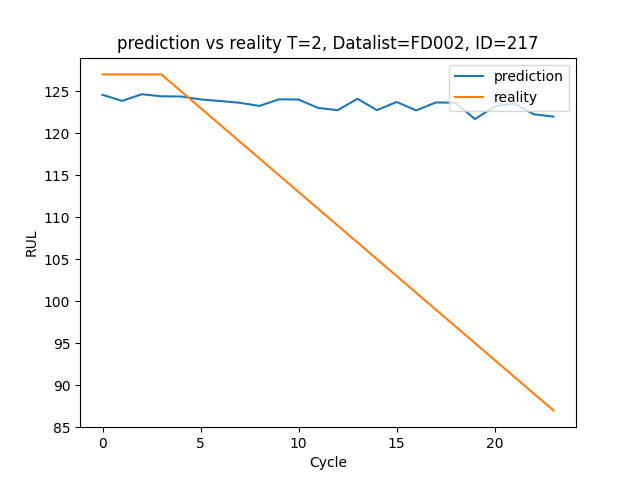 prediction vs reality T=2, Datalist=FD002, ID=217
prediction
reality
RUL
125
120
115
110
105
100
95
90
85
0 5 10 15 20
Cycle